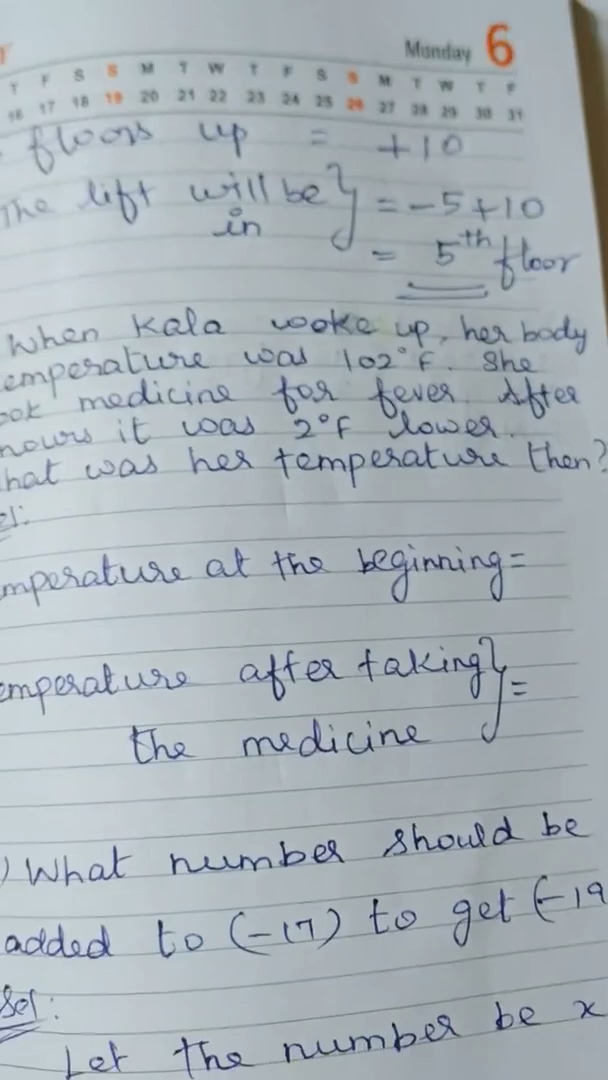 Monday 6
T F S S M T W T F S S M T W T F
16 17 18 19 20 21 22 23 24 25 26 27 28 29 30 31
floors up = +10
The lift will be } = -5+10
in
= 5th floor
When Kala wooke up, her body
emperature was 102°F. She
ook medicine for fever. After
hours it was 2°F lower.
hat was her temperature then?
mperature at the beginning =
emperature after taking } =
the medicine
) What number should be
added to (-17) to get (-19
Sol:
Let the number be x